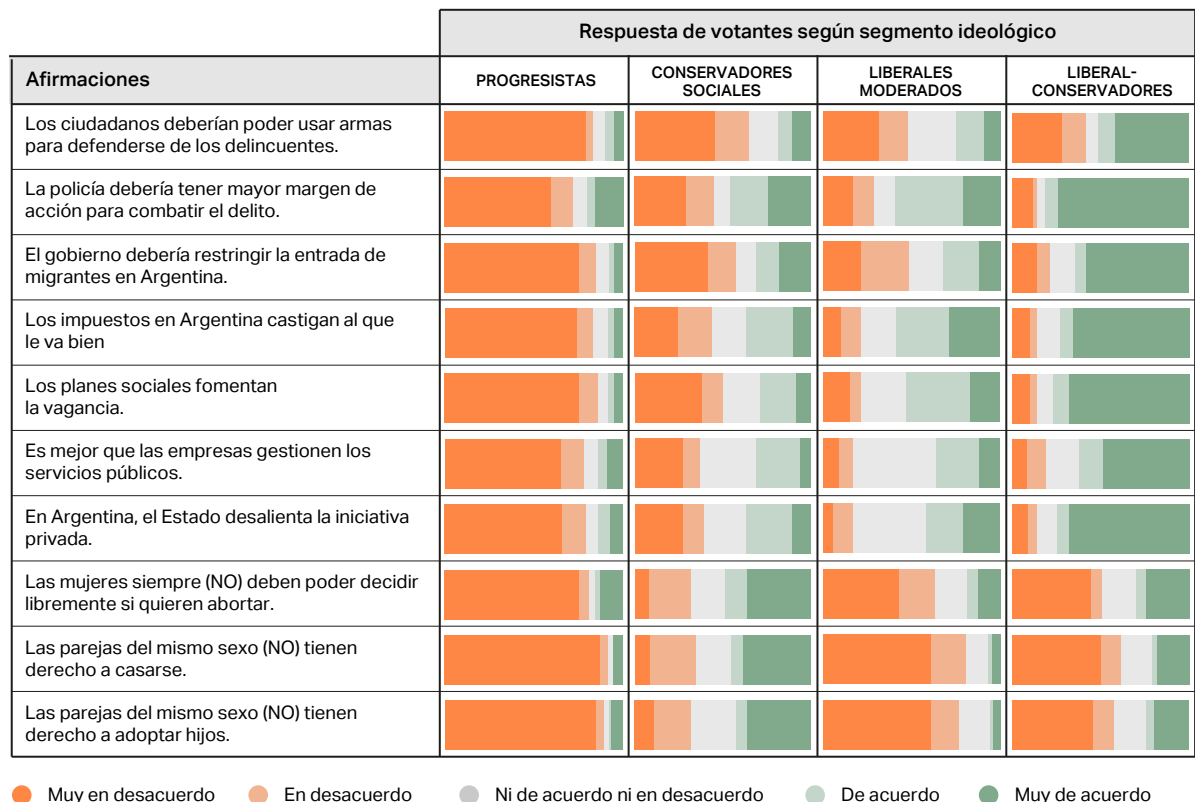 Respuesta de votantes según segmento ideológico
Afirmaciones
PROGRESISTAS
CONSERVADORES
SOCIALES
LIBERALES
MODERADOS
LIBERAL-
CONSERVADORES
Los ciudadanos deberían poder usar armas
para defenderse de los delincuentes.
La policía debería tener mayor margen de
acción para combatir el delito.
El gobierno debería restringir la entrada de
migrantes en Argentina.
Los impuestos en Argentina castigan al que
le va bien
Los planes sociales fomentan
la vagancia.
Es mejor que las empresas gestionen los
servicios públicos.
En Argentina, el Estado desalienta la iniciativa
privada.
Las mujeres siempre (NO) deben poder decidir
libremente si quieren abortar.
Las parejas del mismo sexo (NO) tienen
derecho a casarse.
Las parejas del mismo sexo (NO) tienen
derecho a adoptar hijos.
Muy en desacuerdo
En desacuerdo
Ni de acuerdo ni en desacuerdo
De acuerdo
Muy de acuerdo